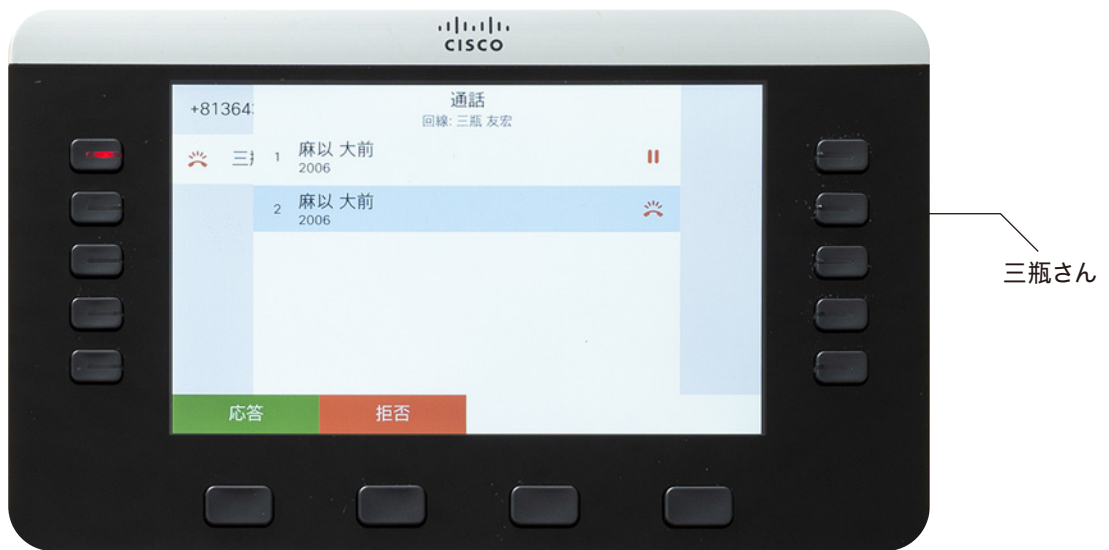 CISCO
+81364
通話
回線: 三瓶 友宏
三
1 麻以 大前
2006
2 麻以 大前
2006
応答
拒否
三瓶さん